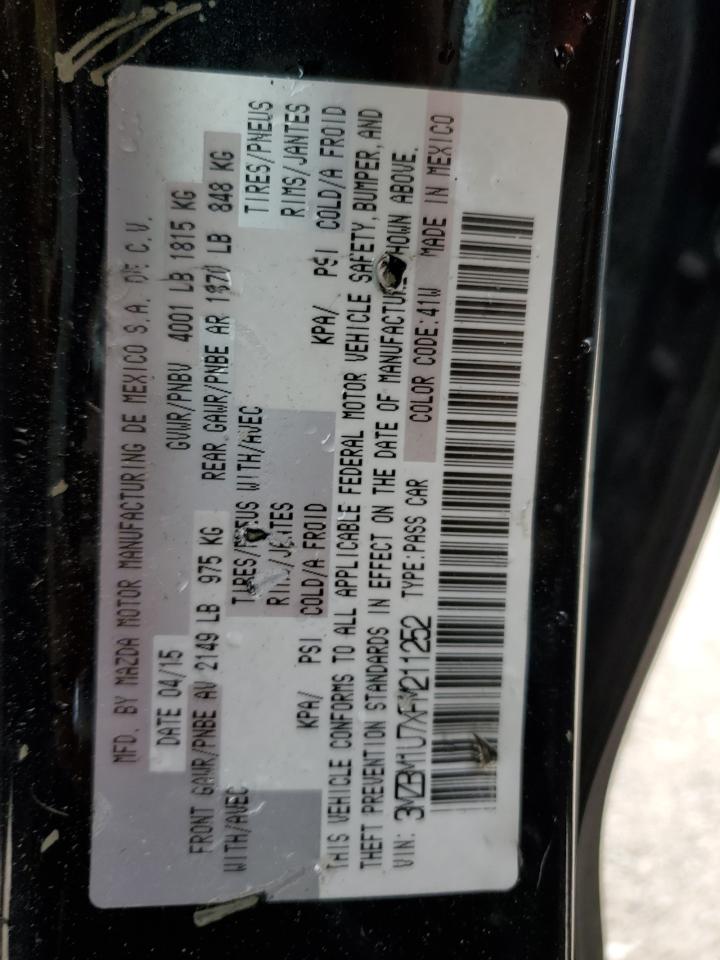 MFD. BY MAZDA MOTOR MANUFACTURING DE MEXICO S.A. DE C.V.
DATE 04/15 GVWR/PNBV 4001 LB 1815 KG
FRONT GAWR/PNBE AV 2149 LB 975 KG REAR GAWR/PNBE AR 1870 LB 848 KG
WITH/AVEC TIRES/PNEUS WITH/AVEC TIRES/PNEUS
RIMS/JANTES RIMS/JANTES
KPA/ PSI COLD/A FROID KPA/ PSI COLD/A FROID
THIS VEHICLE CONFORMS TO ALL APPLICABLE FEDERAL MOTOR VEHICLE SAFETY, BUMPER, AND
THEFT PREVENTION STANDARDS IN EFFECT ON THE DATE OF MANUFACTURE SHOWN ABOVE.
VIN: 3MZBM1U7XFM211252 TYPE:PASS CAR COLOR CODE:41W MADE IN MEXICO